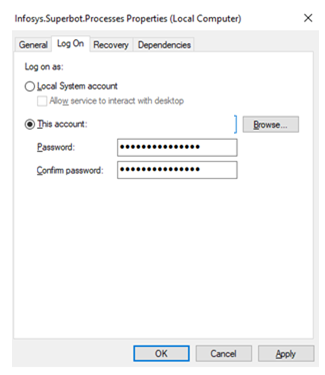 Infosys.Superbot.Processes Properties (Local Computer)
General Log On Recovery Dependencies
Log on as:
Local System account
Allow service to interact with desktop
This account:
Browse...
Password: •••••••••••••••
Confirm password: •••••••••••••••
OK Cancel Apply